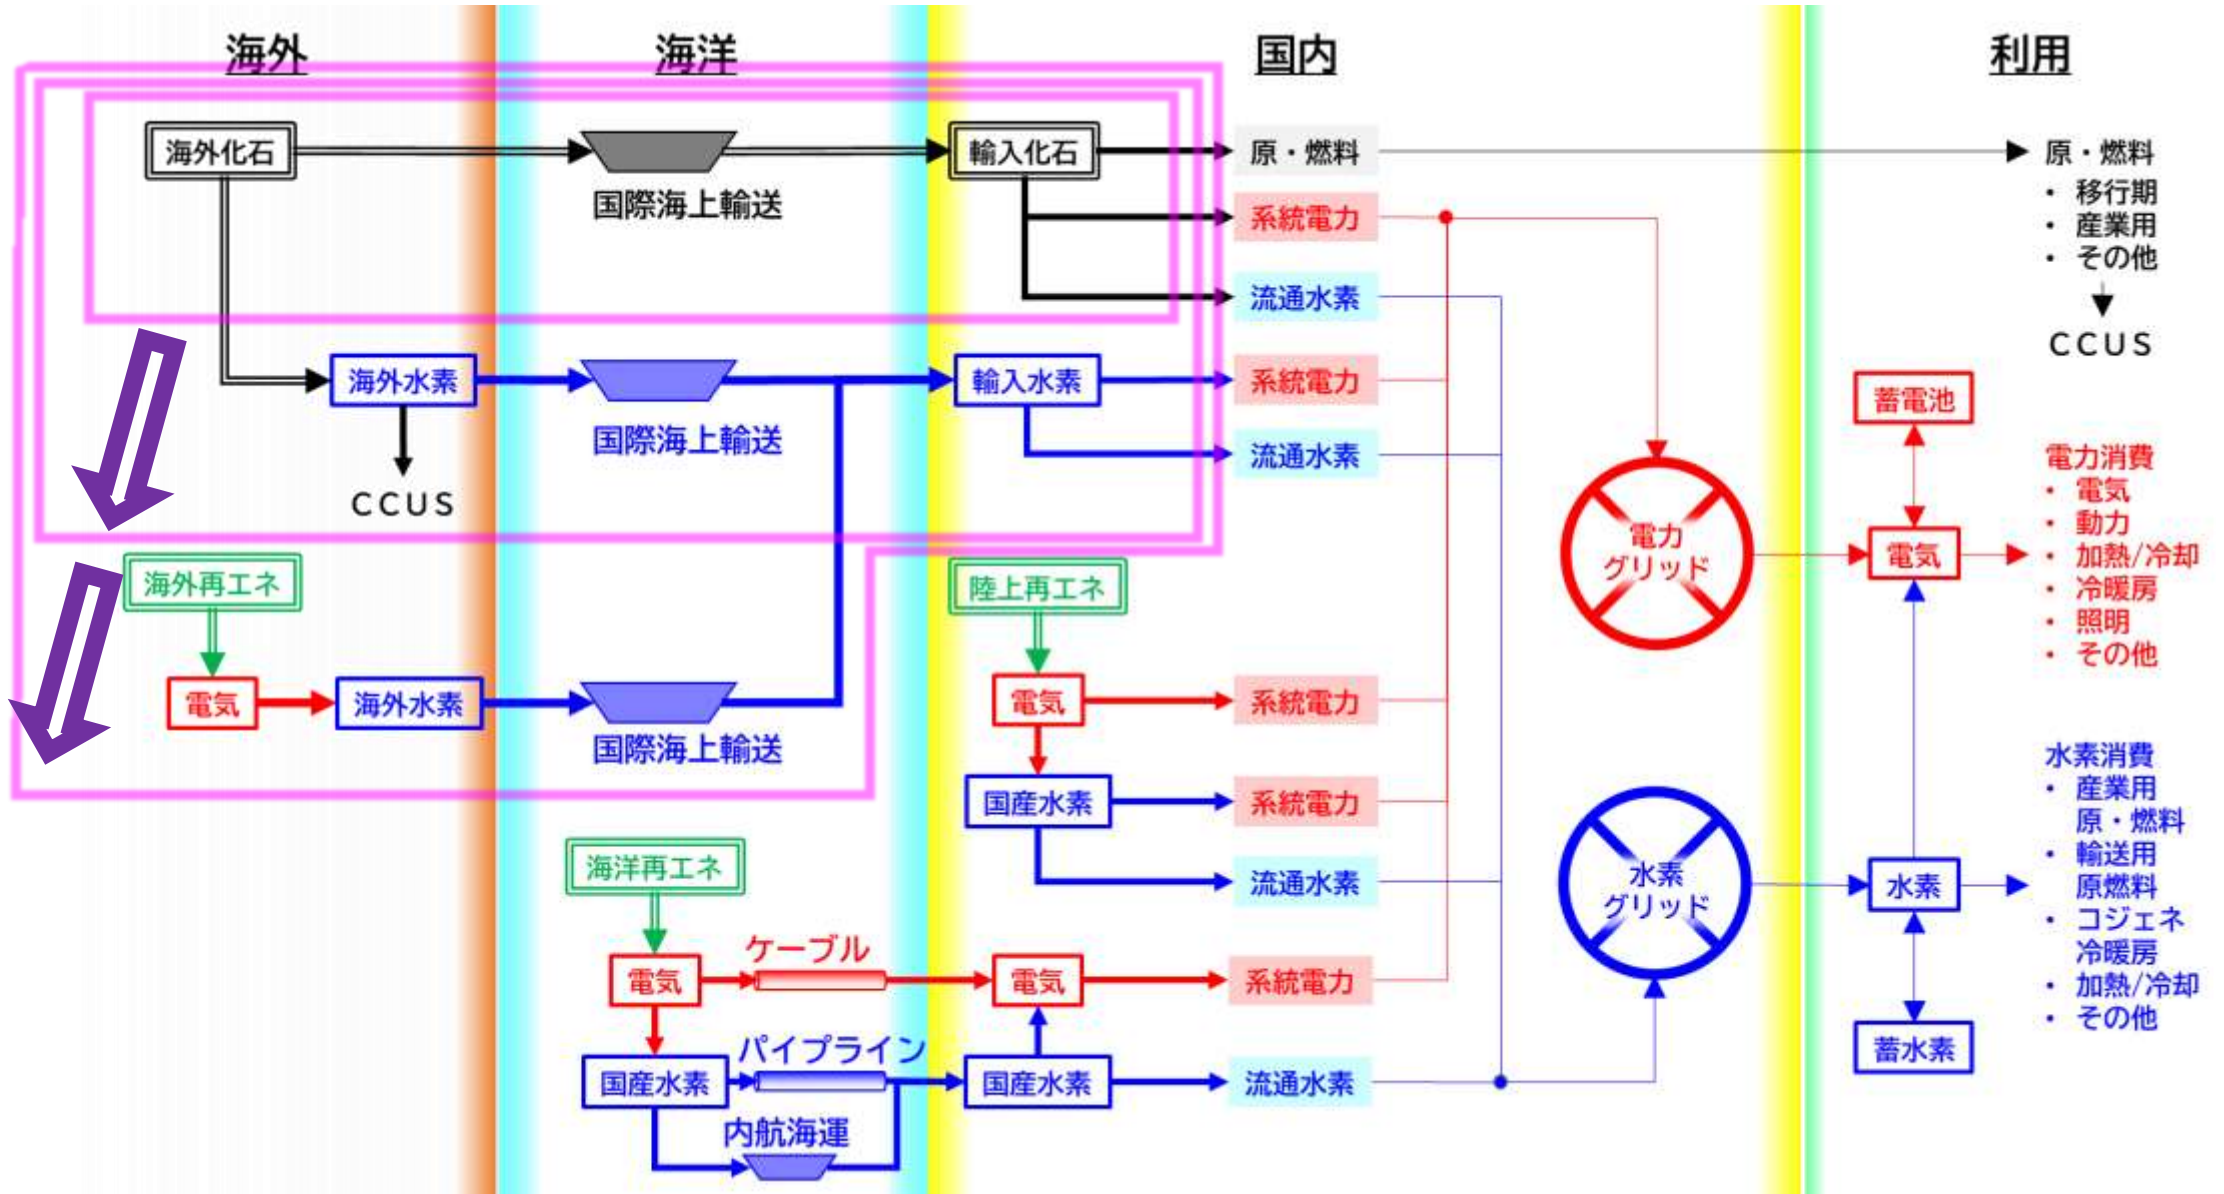 海外
海洋
国内
利用
海外化石
国際海上輸送
輸入化石
原・燃料
系統電力
流通水素
原・燃料
・ 移行期
・ 産業用
・ その他
CCUS
海外水素
CCUS
国際海上輸送
輸入水素
系統電力
流通水素
海外再エネ
電気
海外水素
国際海上輸送
陸上再エネ
電気
系統電力
国産水素
系統電力
流通水素
海洋再エネ
電気
ケーブル
電気
系統電力
国産水素
パイプライン
内航海運
国産水素
流通水素
電力
グリッド
水素
グリッド
蓄電池
電気
電力消費
・ 電気
・ 動力
・ 加熱/冷却
・ 冷暖房
・ 照明
・ その他
水素
蓄水素
水素消費
・ 産業用
原・燃料
・ 輸送用
原燃料
・ コジェネ
冷暖房
・ 加熱/冷却
・ その他